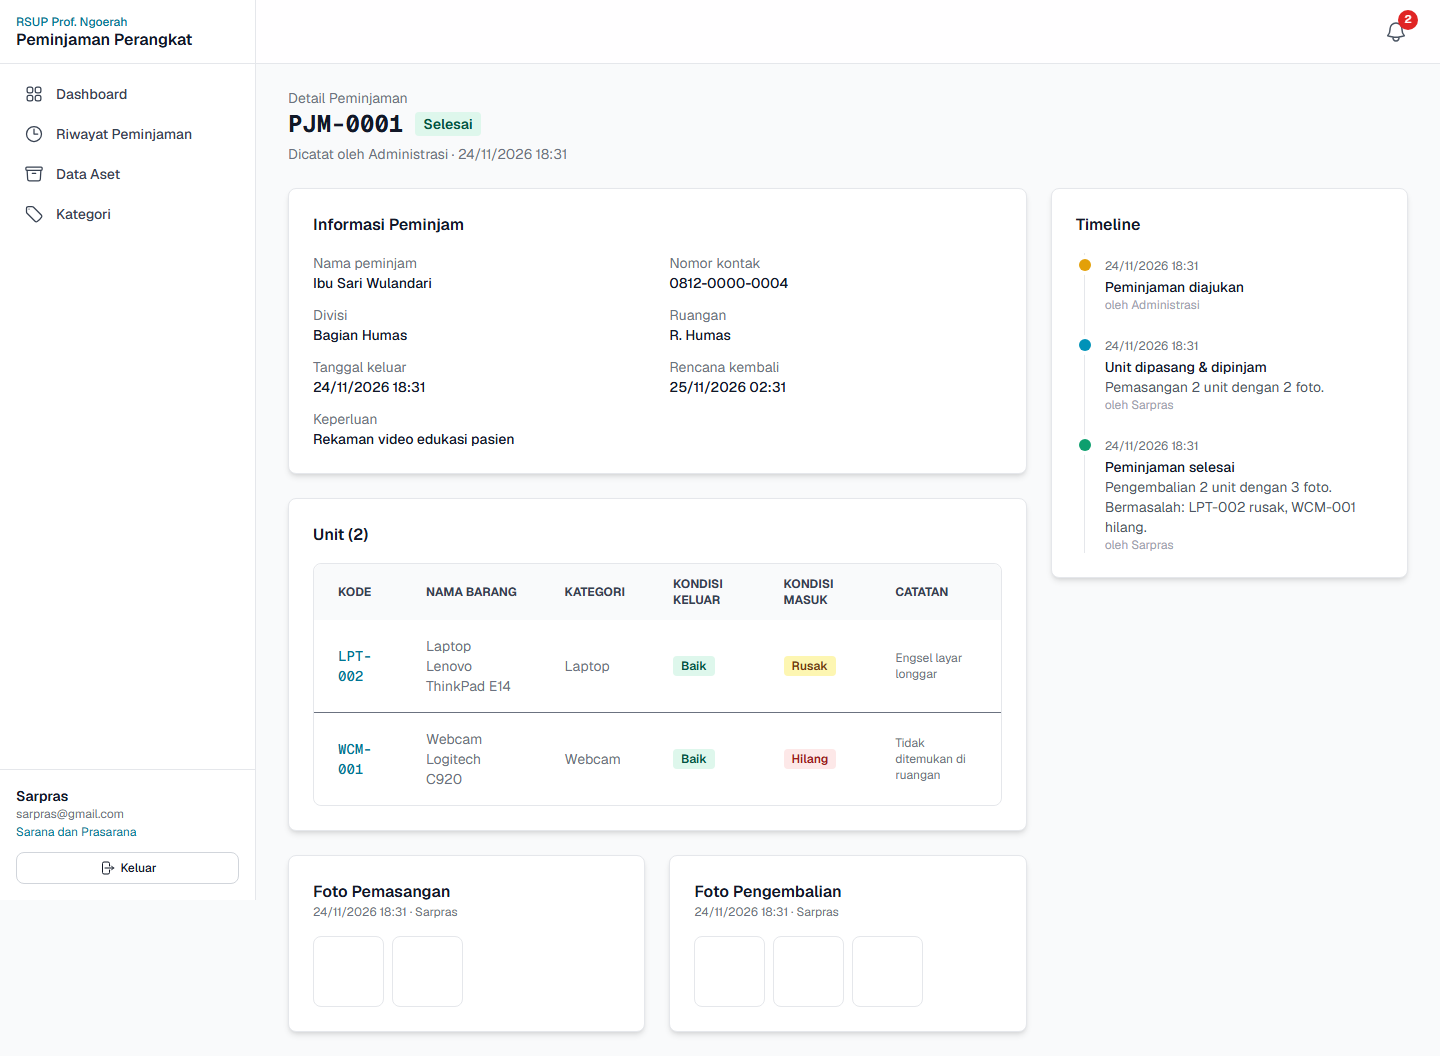 RSUP Prof. Ngoerah
Peminjaman Perangkat
2
Dashboard
Riwayat Peminjaman
Data Aset
Kategori
Sarpras
sarpras@gmail.com
Sarana dan Prasarana
Keluar
Detail Peminjaman
PJM-0001 Selesai
Dicatat oleh Administrasi · 24/11/2026 18:31
Informasi Peminjam
Nama peminjam
Ibu Sari Wulandari
Nomor kontak
0812-0000-0004
Divisi
Bagian Humas
Ruangan
R. Humas
Tanggal keluar
24/11/2026 18:31
Rencana kembali
25/11/2026 02:31
Keperluan
Rekaman video edukasi pasien
Unit (2)
KODE NAMA BARANG KATEGORI KONDISI KELUAR KONDISI MASUK CATATAN
LPT-
002
Laptop
Lenovo
ThinkPad E14
Laptop
Baik
Rusak
Engsel layar
longgar
WCM-
001
Webcam
Logitech
C920
Webcam
Baik
Hilang
Tidak
ditemukan di
ruangan
Foto Pemasangan
24/11/2026 18:31 · Sarpras
Foto Pengembalian
24/11/2026 18:31 · Sarpras
Timeline
24/11/2026 18:31
Peminjaman diajukan
oleh Administrasi
24/11/2026 18:31
Unit dipasang & dipinjam
Pemasangan 2 unit dengan 2 foto.
oleh Sarpras
24/11/2026 18:31
Peminjaman selesai
Pengembalian 2 unit dengan 3 foto.
Bermasalah: LPT-002 rusak, WCM-001
hilang.
oleh Sarpras